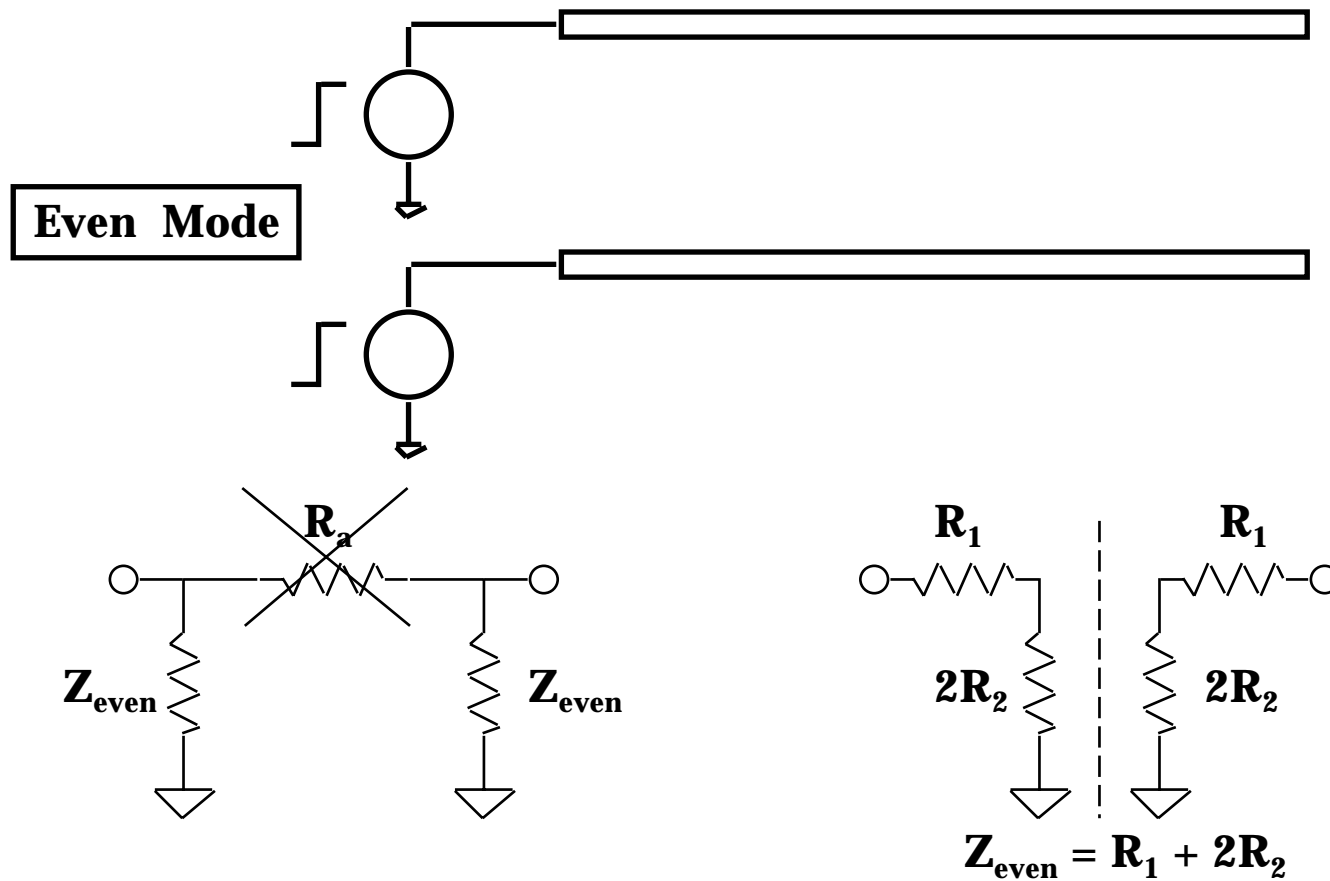 Even Mode
Ra
R1 R1
Zeven Zeven
2R2 2R2
Zeven = R1 + 2R2